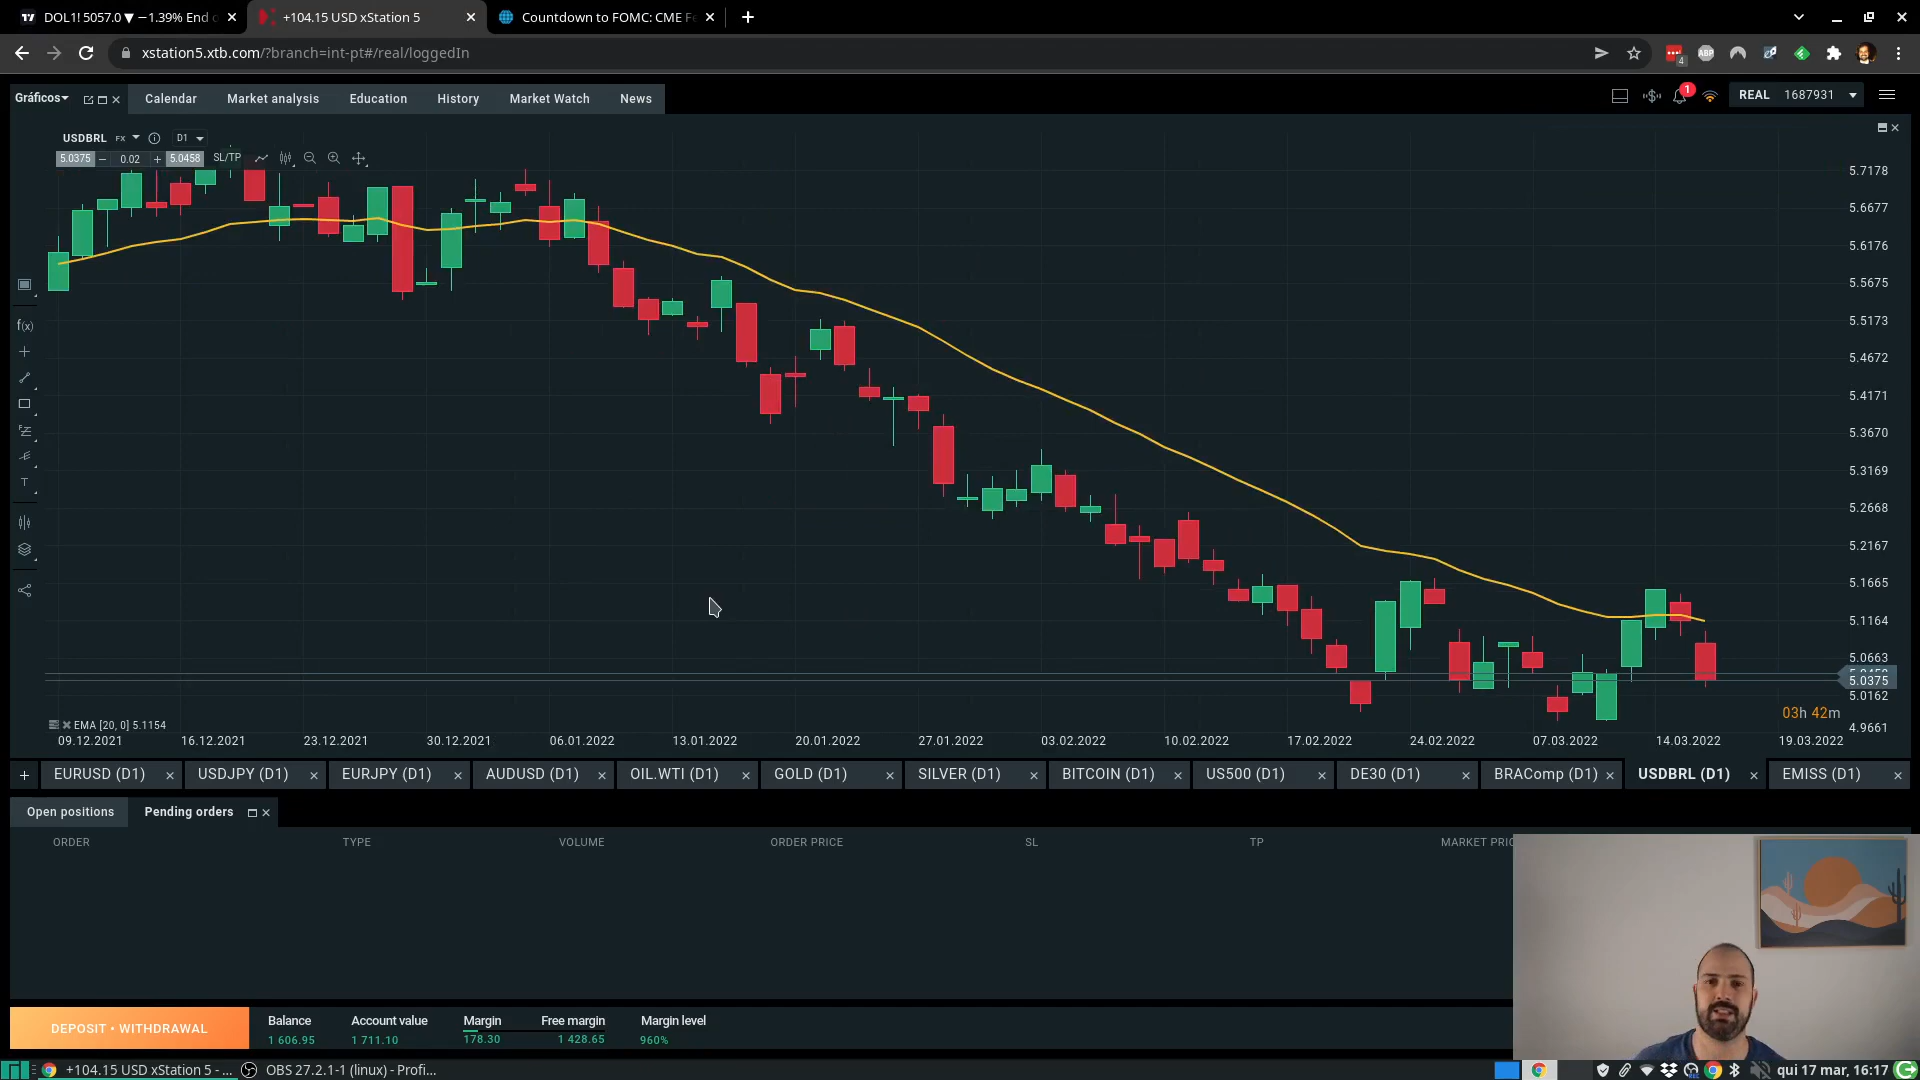 DOL1! 5057.0 ▼ −1.39% End o
+104.15 USD xStation 5
Countdown to FOMC: CME F
xstation5.xtb.com/?branch=int-pt#/real/loggedIn
ABP
4
Gráficos
Calendar
Market analysis
Education
History
Market Watch
News
1
REAL 1687931
USDBRL FX D1
5.0375 − 0.02 + 5.0458 SL/TP
5.7178
5.6677
5.6176
5.5675
5.5173
5.4672
5.4171
5.3670
5.3169
5.2668
5.2167
5.1665
5.1164
5.0663
5.0375
5.0162
4.9661
f(x)
T
03h 42m
EMA [20, 0] 5.1154
09.12.2021 16.12.2021 23.12.2021 30.12.2021 06.01.2022 13.01.2022 20.01.2022 27.01.2022 03.02.2022 10.02.2022 17.02.2022 24.02.2022 07.03.2022 14.03.2022 19.03.2022
+ EURUSD (D1) USDJPY (D1) EURJPY (D1) AUDUSD (D1) OIL.WTI (D1) GOLD (D1) SILVER (D1) BITCOIN (D1) US500 (D1) DE30 (D1) BRAComp (D1) USDBRL (D1) EMISS (D1)
Open positions Pending orders
ORDER TYPE VOLUME ORDER PRICE SL TP MARKET PRIC
DEPOSIT • WITHDRAWAL
Balance Account value Margin Free margin Margin level
1 606.95 1 711.10 178.30 1 428.65 960%
+104.15 USD xStation 5 - ...
OBS 27.2.1-1 (linux) - Profi...
qui 17 mar, 16:17